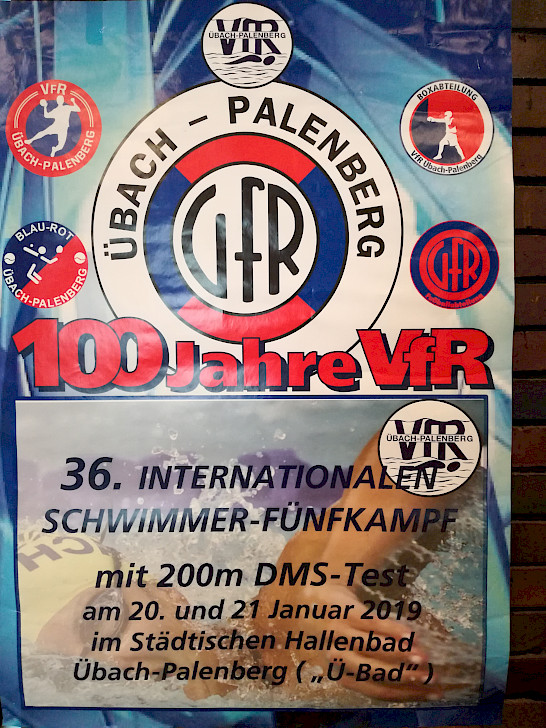 VfR
ÜBACH-PALENBERG
VfR
ÜBACH-PALENBERG
BOXABTEILUNG
VfR Übach-Palenberg
ÜBACH – PALENBERG
VfR
BLAU-ROT
ÜBACH-PALENBERG
VfR
100 Jahre VfR
VfR
ÜBACH-PALENBERG
36. INTERNATIONALEN
SCHWIMMER-FÜNFKAMPF
mit 200m DMS-Test
am 20. und 21 Januar 2019
im Städtischen Hallenbad
Übach-Palenberg ( „Ü-Bad“ )